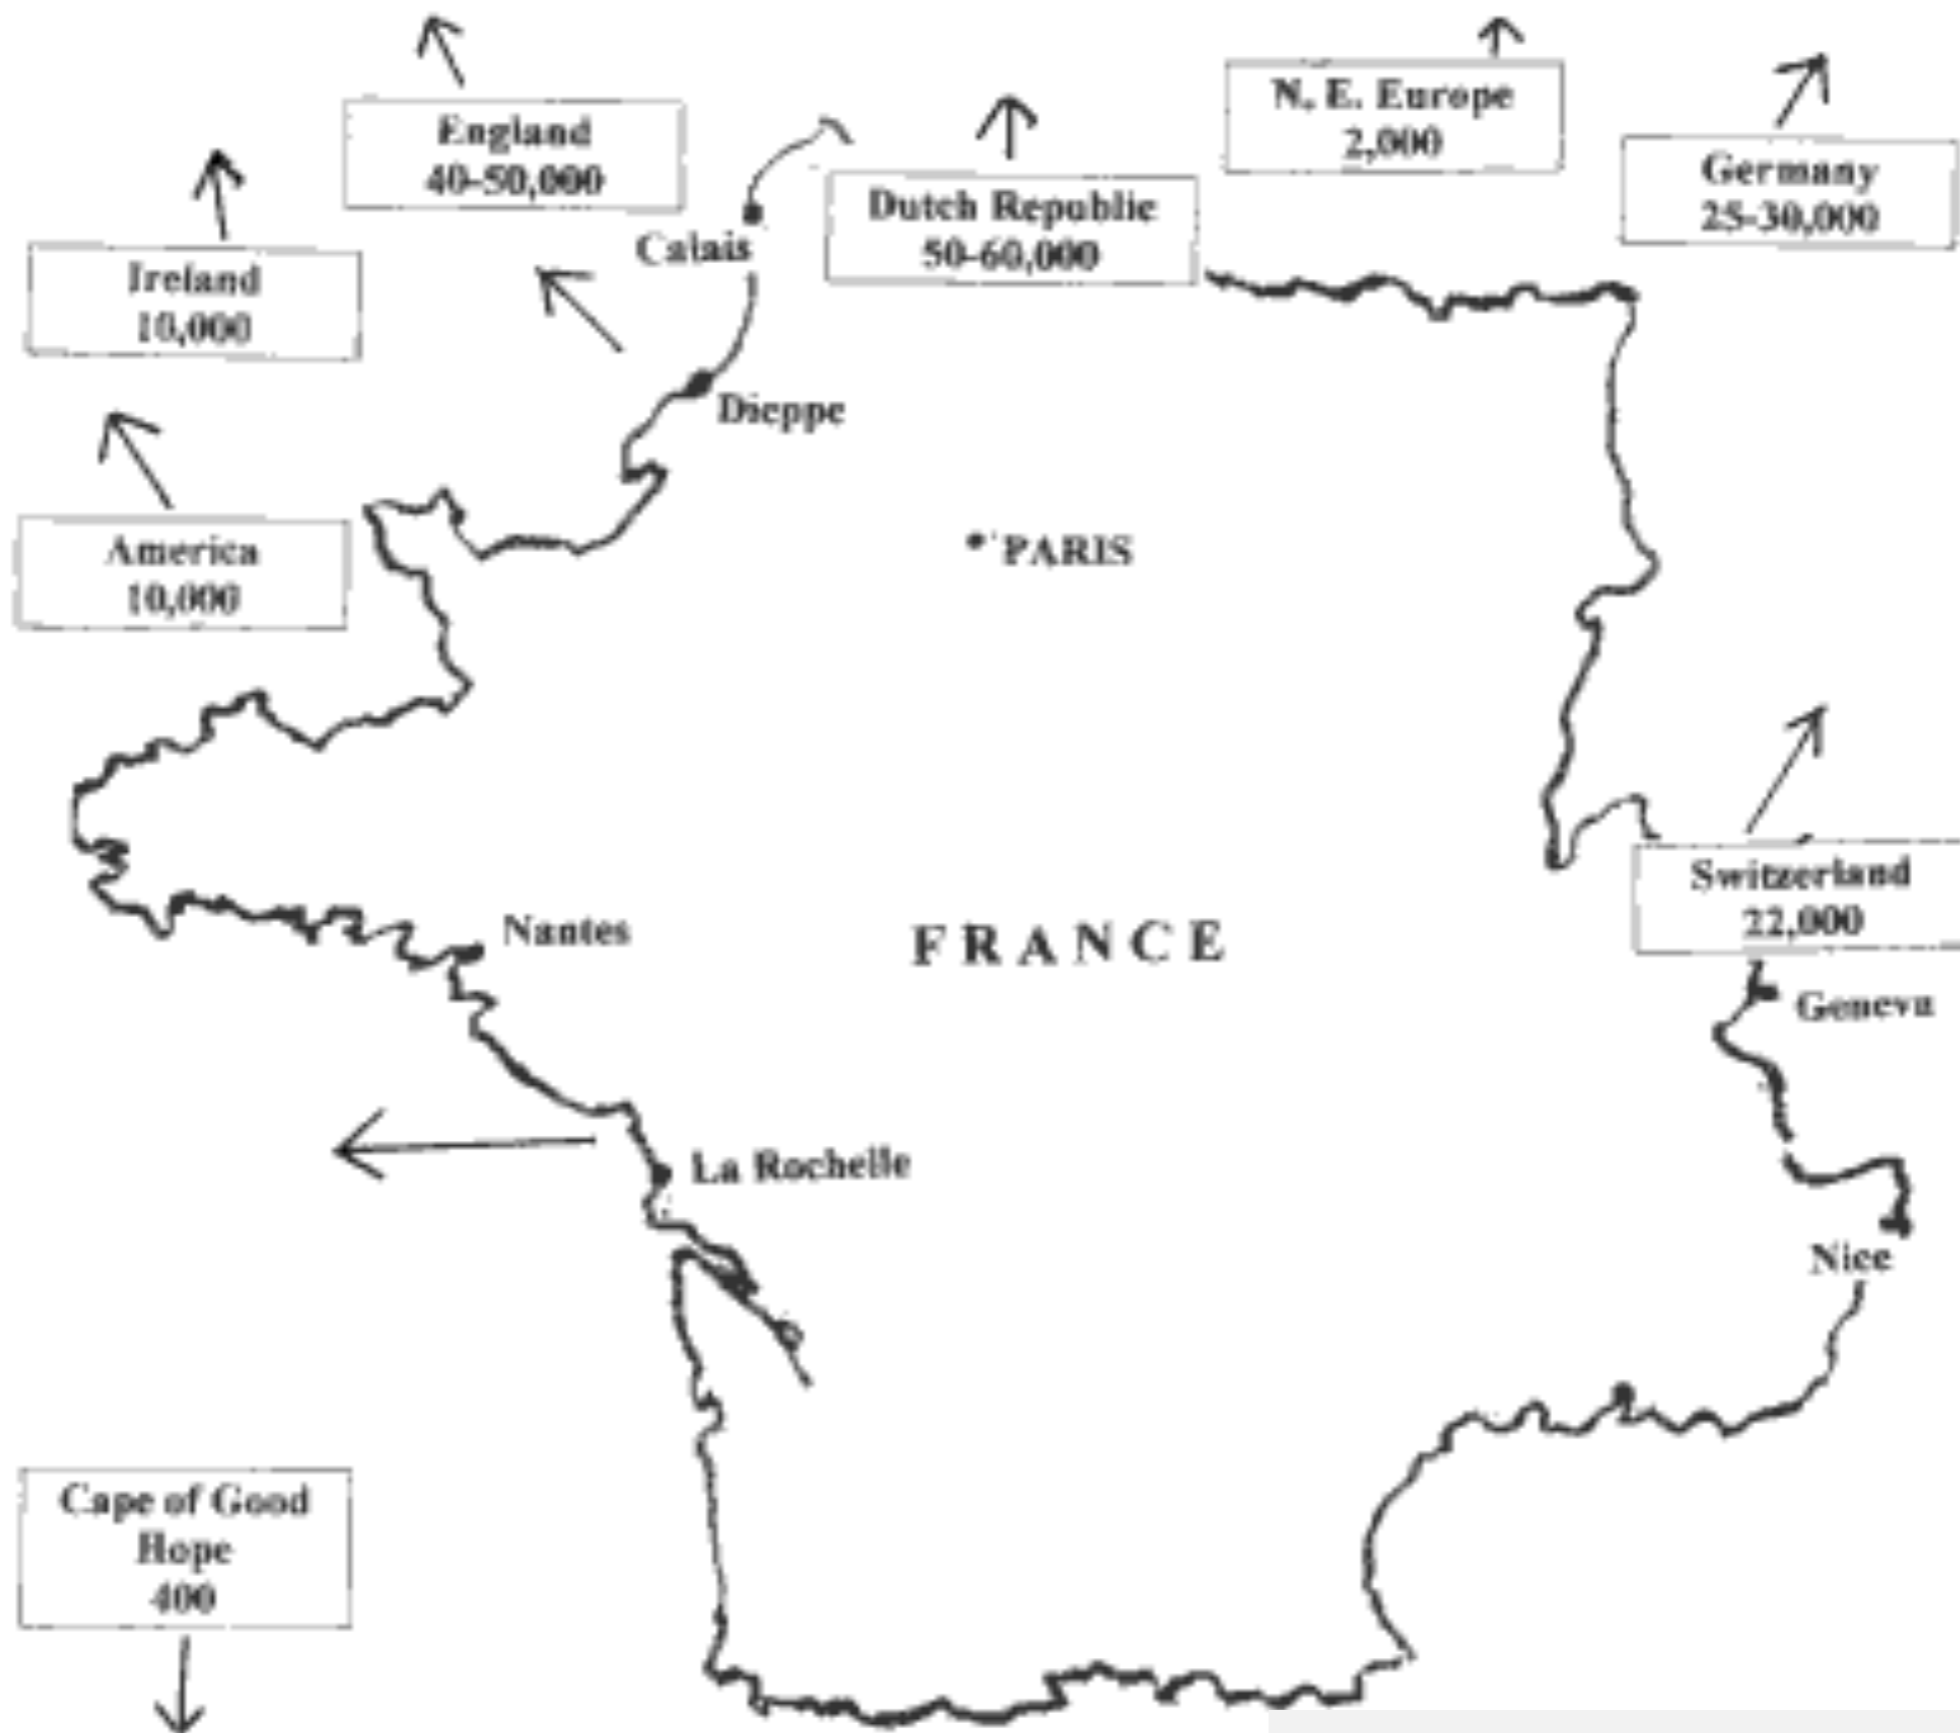 N. E. Europe
2,000
England
40-50,000
Germany
25-30,000
Dutch Republic
50-60,000
Calais
Ireland
10,000
Dieppe
PARIS
America
10,000
Switzerland
22,000
Nantes
FRANCE
Geneva
La Rochelle
Nice
Cape of Good
Hope
400